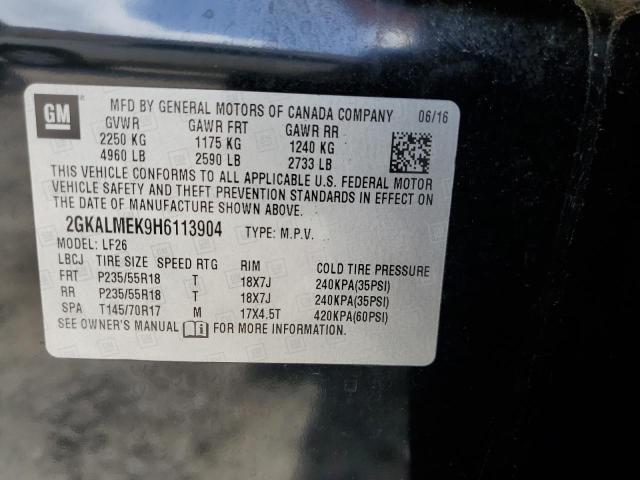 GM MFD BY GENERAL MOTORS OF CANADA COMPANY 06/16
GVWR GAWR FRT GAWR RR
2250 KG 1175 KG 1240 KG
4960 LB 2590 LB 2733 LB
THIS VEHICLE CONFORMS TO ALL APPLICABLE U.S. FEDERAL MOTOR
VEHICLE SAFETY AND THEFT PREVENTION STANDARDS IN EFFECT ON
THE DATE OF MANUFACTURE SHOWN ABOVE.
2GKALMEK9H6113904 TYPE: M.P.V.
MODEL: LF26
LBCJ TIRE SIZE SPEED RTG RIM COLD TIRE PRESSURE
FRT P235/55R18 T 18X7J 240KPA(35PSI)
RR P235/55R18 T 18X7J 240KPA(35PSI)
SPA T145/70R17 M 17X4.5T 420KPA(60PSI)
SEE OWNER'S MANUAL FOR MORE INFORMATION.